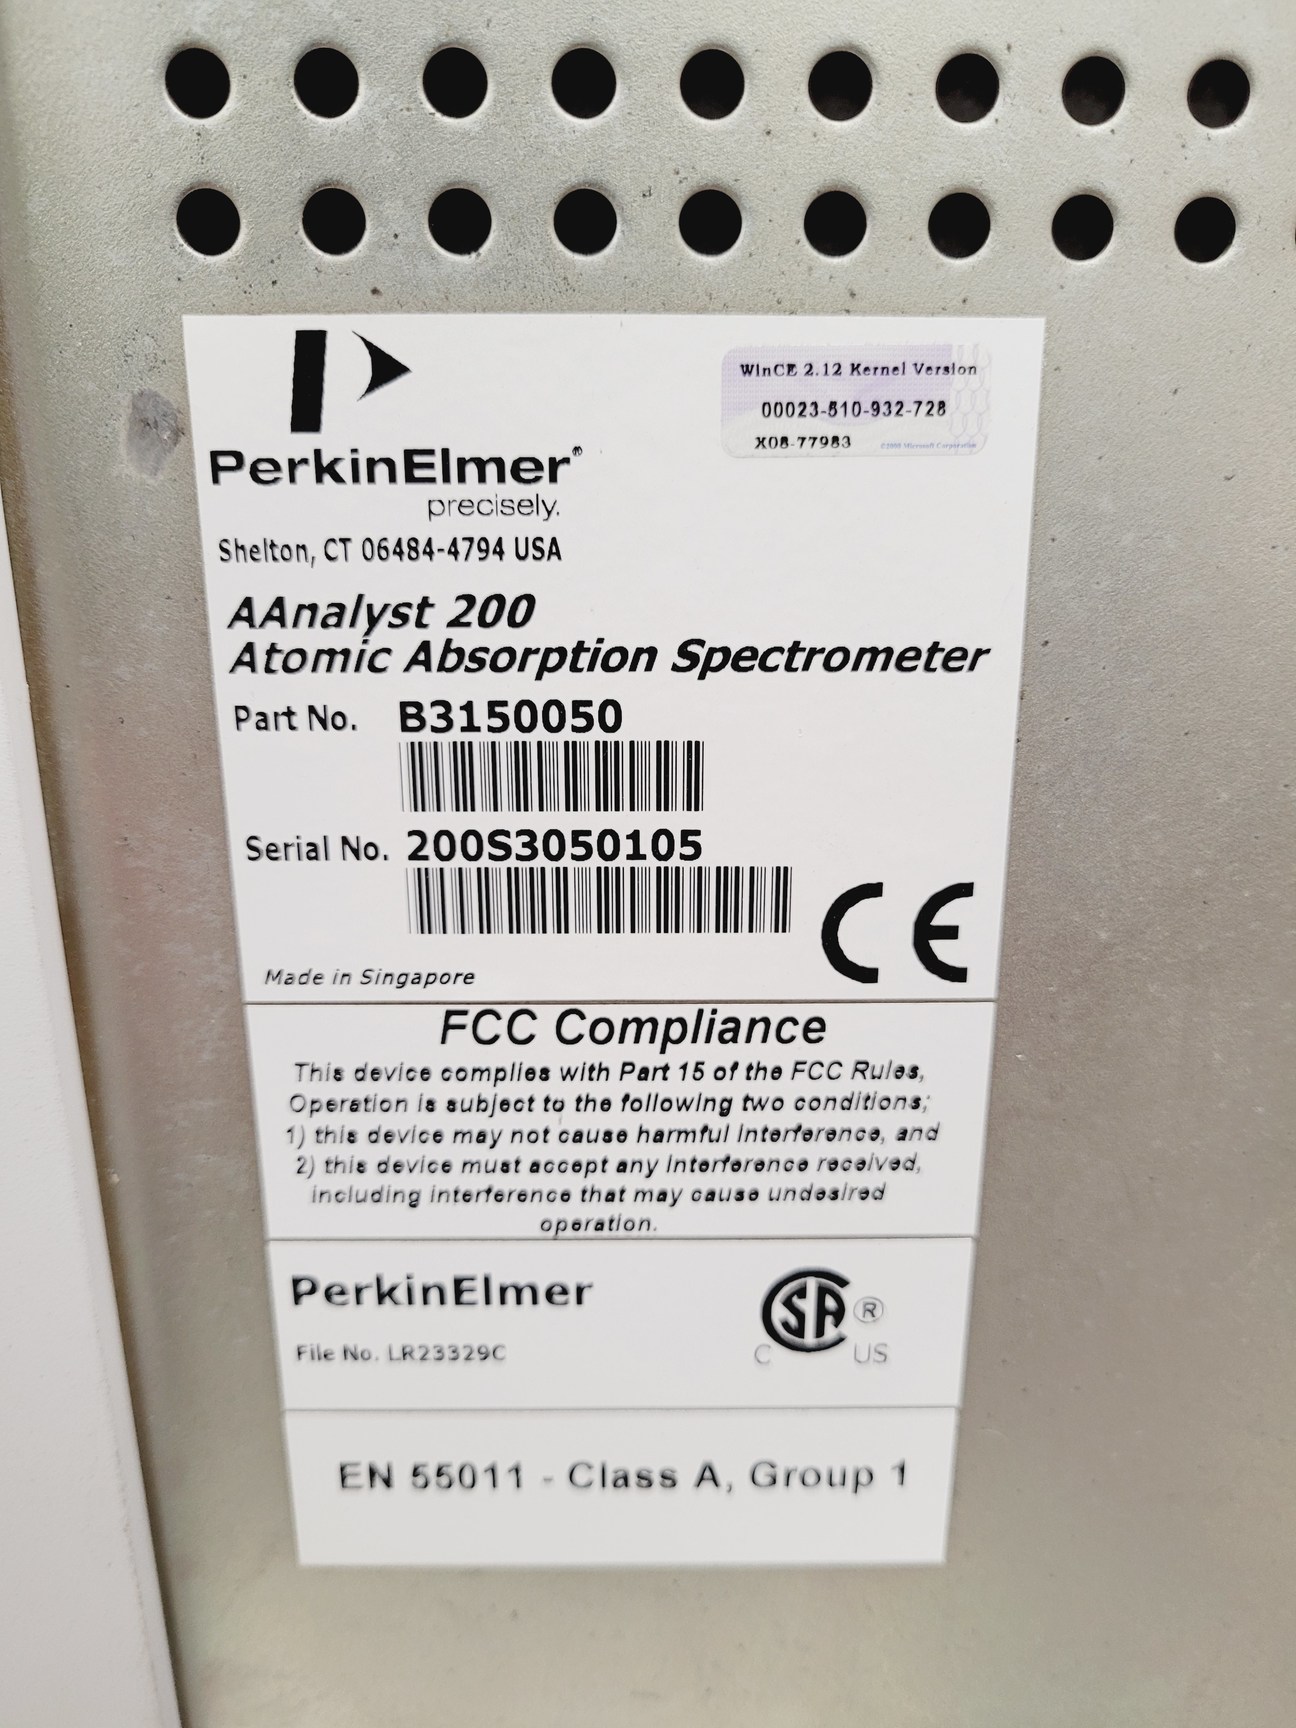 WinCE 2.12 Kernel Version
00023-510-932-728
X08-77983 ©2000 Microsoft Corporation
PerkinElmer®
precisely.
Shelton, CT 06484-4794 USA
AAnalyst 200
Atomic Absorption Spectrometer
Part No. B3150050
Serial No. 200S3050105
CE
Made in Singapore
FCC Compliance
This device complies with Part 15 of the FCC Rules,
Operation is subject to the following two conditions;
1) this device may not cause harmful interference, and
2) this device must accept any interference received,
including interference that may cause undesired
operation.
PerkinElmer
File No. LR23329C
CSA ®
C US
EN 55011 - Class A, Group 1